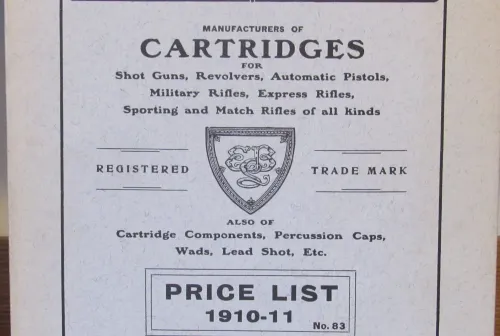 MANUFACTURERS OF
CARTRIDGES
FOR
Shot Guns, Revolvers, Automatic Pistols,
Military Rifles, Express Rifles,
Sporting and Match Rifles of all kinds
REGISTERED TRADE MARK
ALSO OF
Cartridge Components, Percussion Caps,
Wads, Lead Shot, Etc.
PRICE LIST
1910-11
No. 83